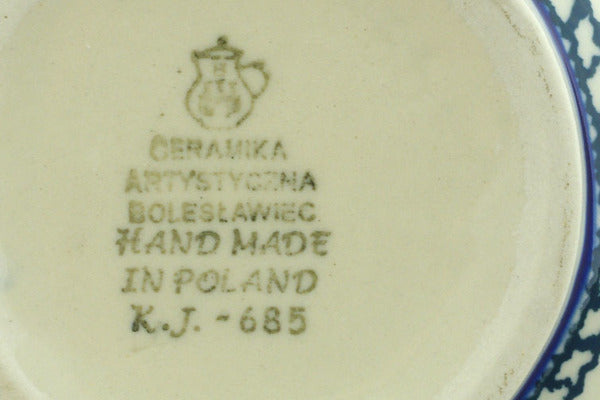 CERAMIKA
ARTYSTYCZNA
BOLESŁAWIEC
HAND MADE
IN POLAND
K.J. - 685